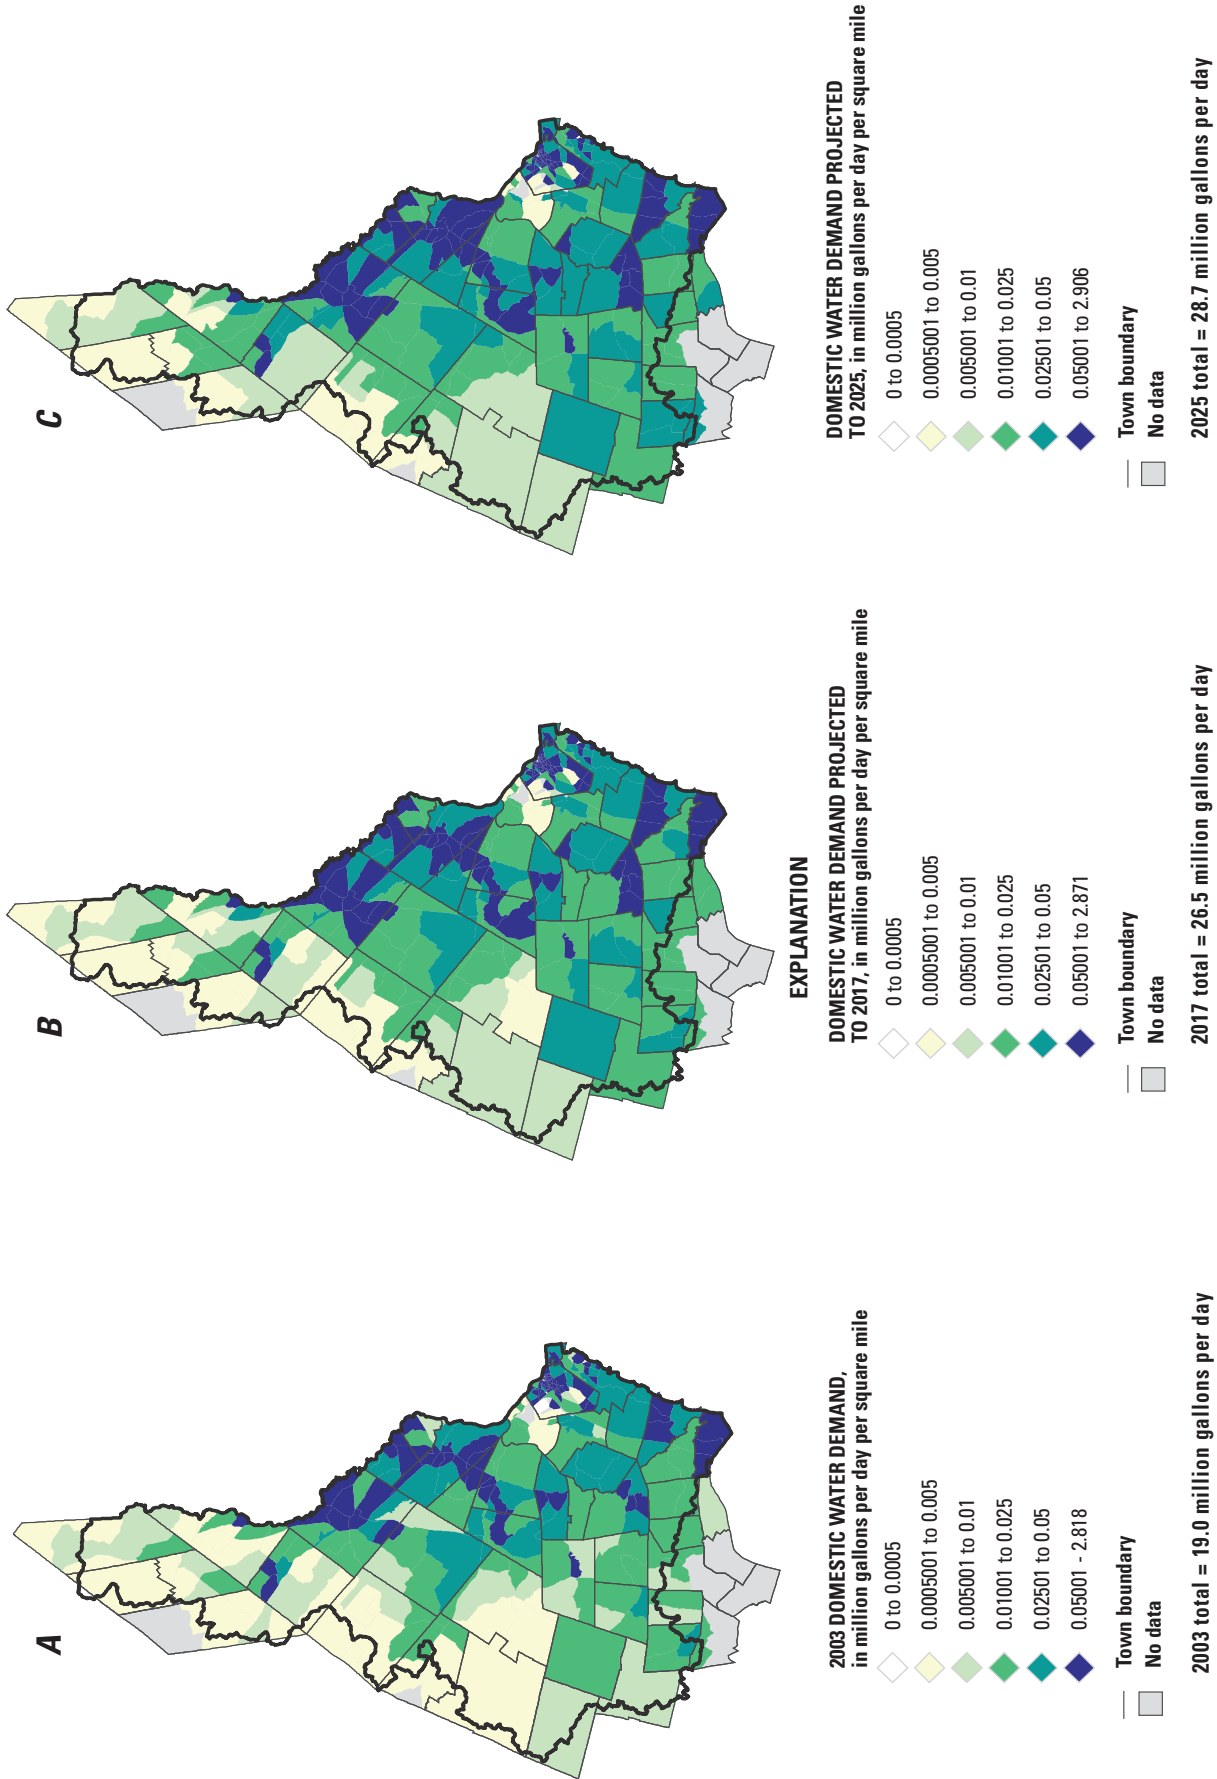 A
B
C
EXPLANATION
2003 DOMESTIC WATER DEMAND,
in million gallons per day per square mile
0 to 0.0005
0.0005001 to 0.005
0.005001 to 0.01
0.01001 to 0.025
0.02501 to 0.05
0.05001 - 2.818
Town boundary
No data
2003 total = 19.0 million gallons per day
DOMESTIC WATER DEMAND PROJECTED
TO 2017, in million gallons per day per square mile
0 to 0.0005
0.0005001 to 0.005
0.005001 to 0.01
0.01001 to 0.025
0.02501 to 0.05
0.05001 to 2.871
Town boundary
No data
2017 total = 26.5 million gallons per day
DOMESTIC WATER DEMAND PROJECTED
TO 2025, in million gallons per day per square mile
0 to 0.0005
0.0005001 to 0.005
0.005001 to 0.01
0.01001 to 0.025
0.02501 to 0.05
0.05001 to 2.906
Town boundary
No data
2025 total = 28.7 million gallons per day